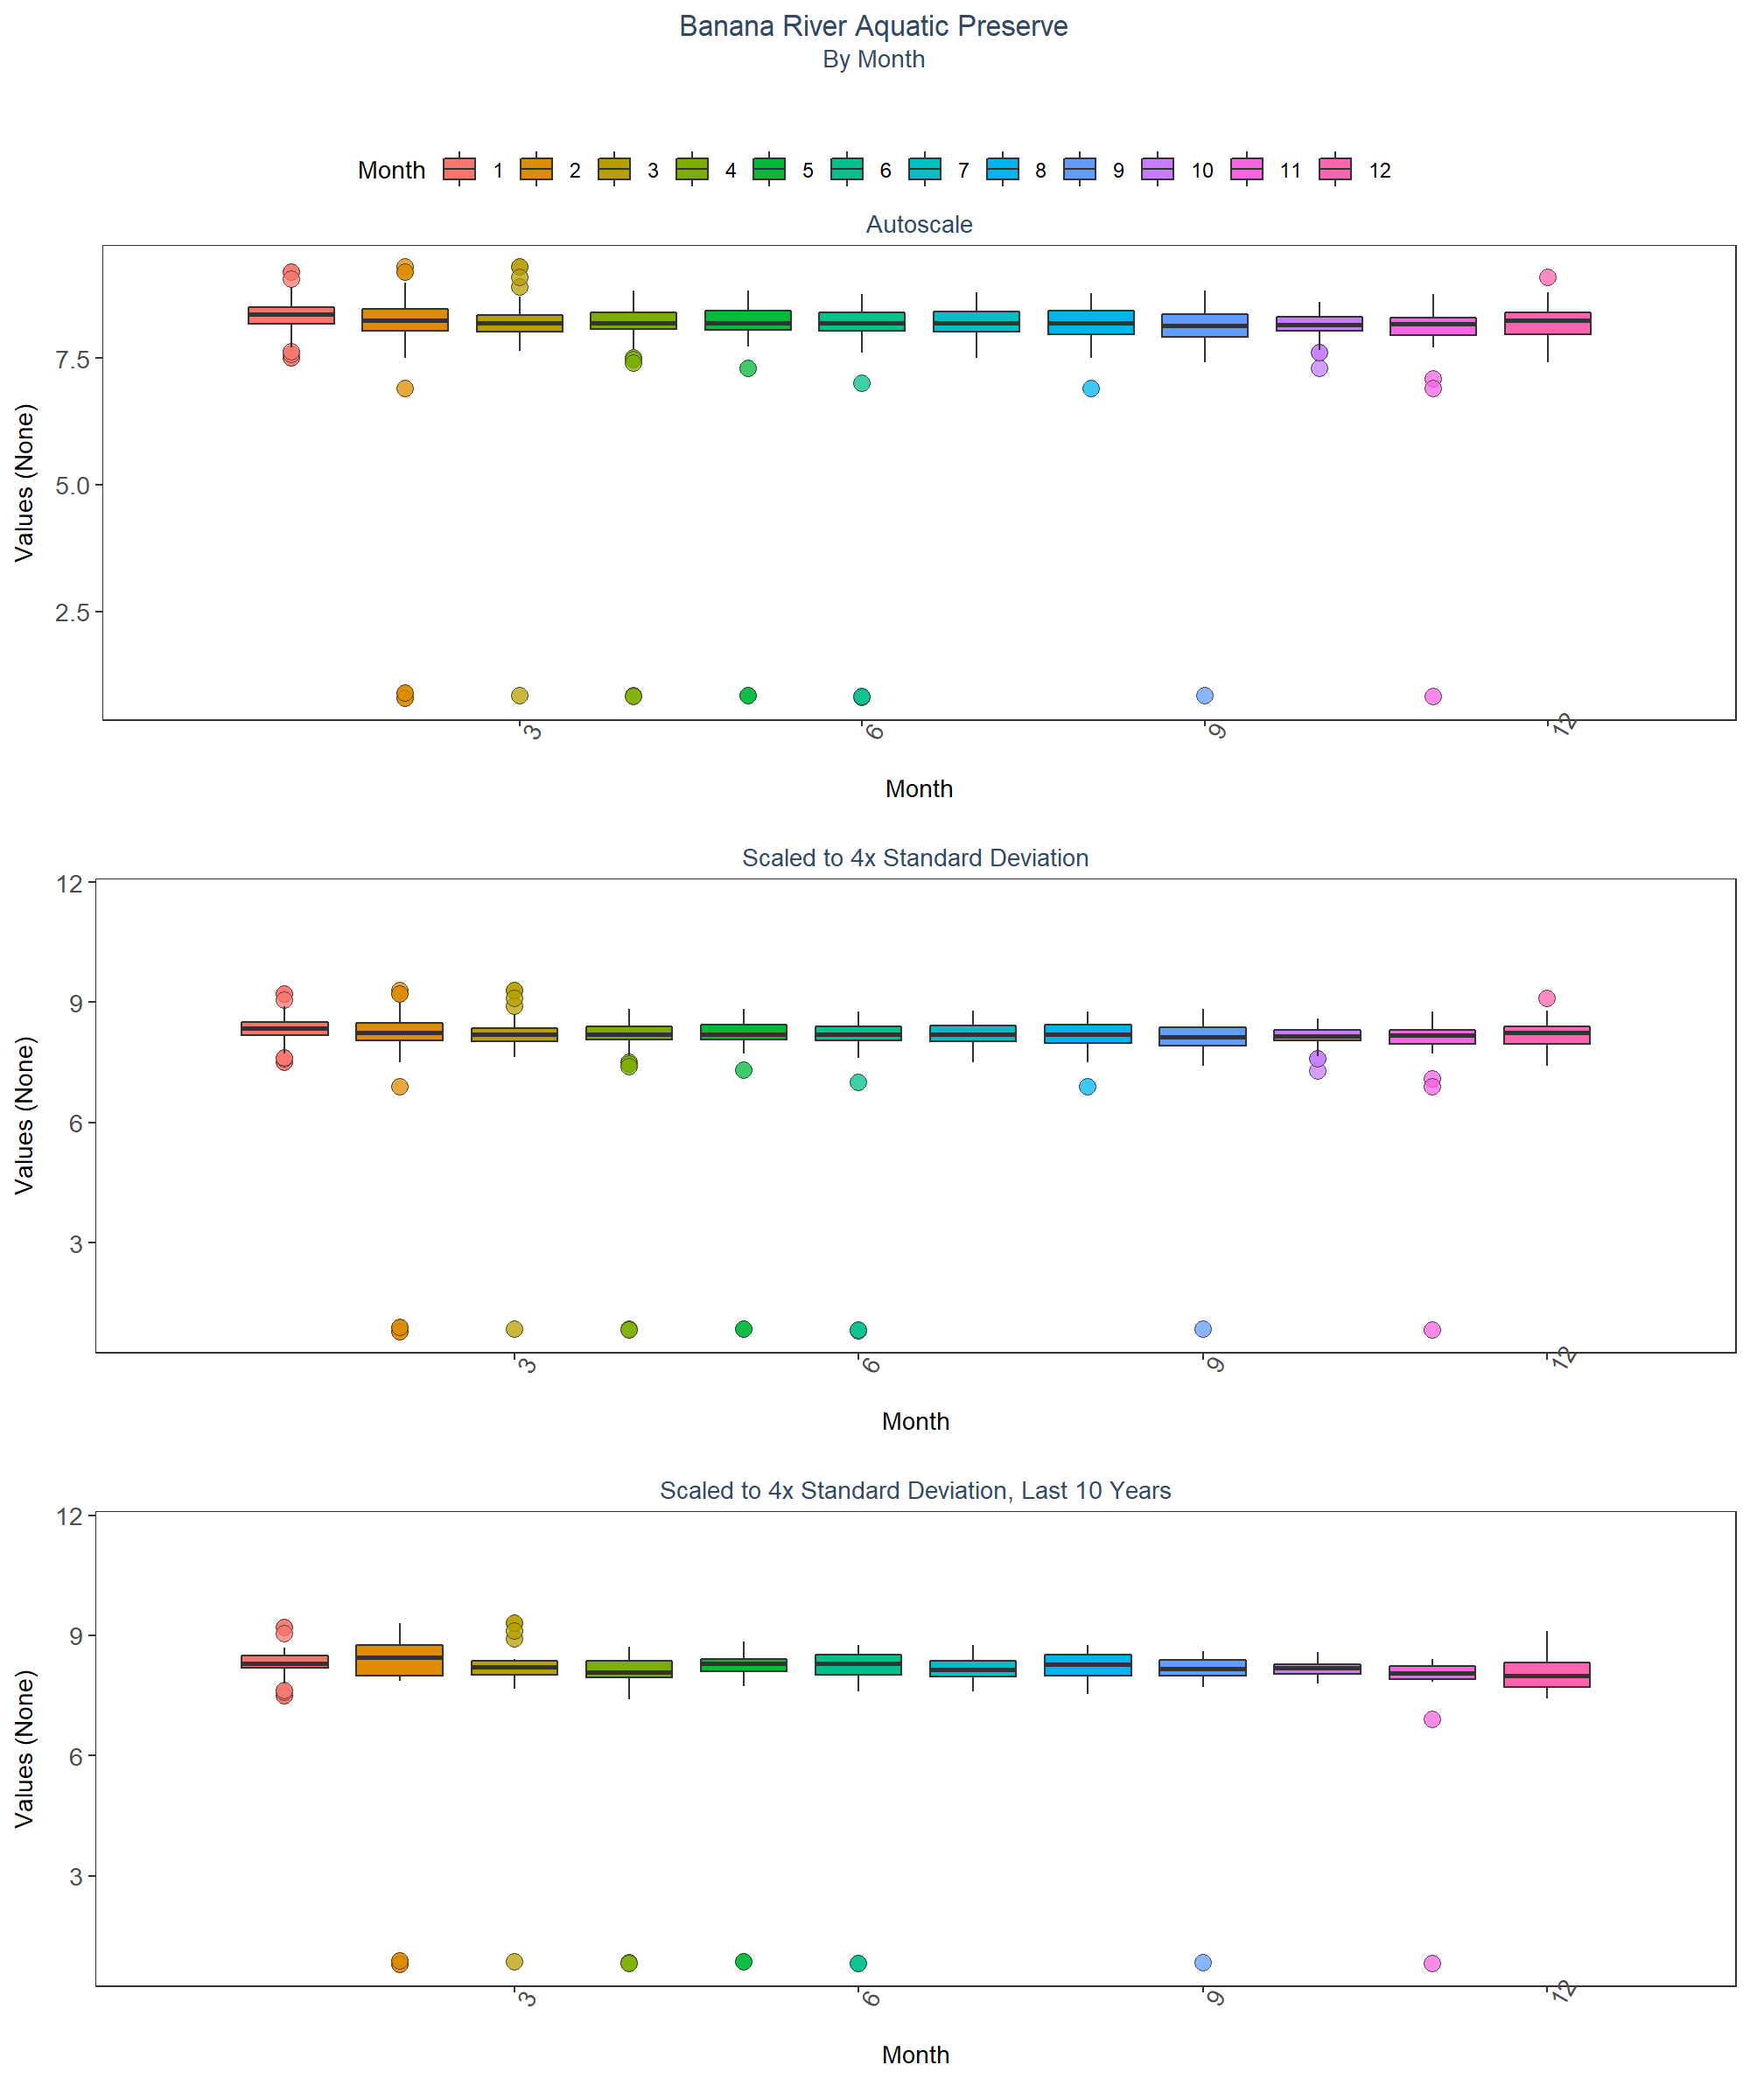 Banana River Aquatic Preserve
By Month
Month 1 2 3 4 5 6 7 8 9 10 11 12
Autoscale
Values (None)
7.5
5.0
2.5
3 6 9 12
Month
Scaled to 4x Standard Deviation
Values (None)
12
9
6
3
3 6 9 12
Month
Scaled to 4x Standard Deviation, Last 10 Years
Values (None)
12
9
6
3
3 6 9 12
Month